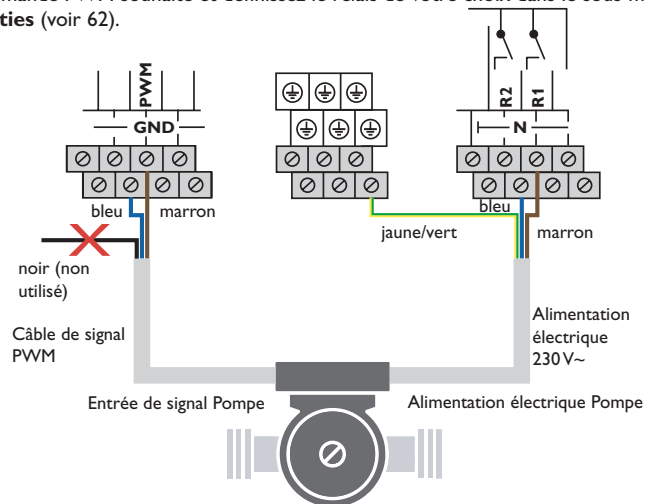 ties (voir 62).
PWM
GND
R2
R1
N
bleu
marron
bleu
jaune/vert
marron
noir (non
utilisé)
Câble de signal
PWM
Alimentation
électrique
230 V~
Entrée de signal Pompe
Alimentation électrique Pompe